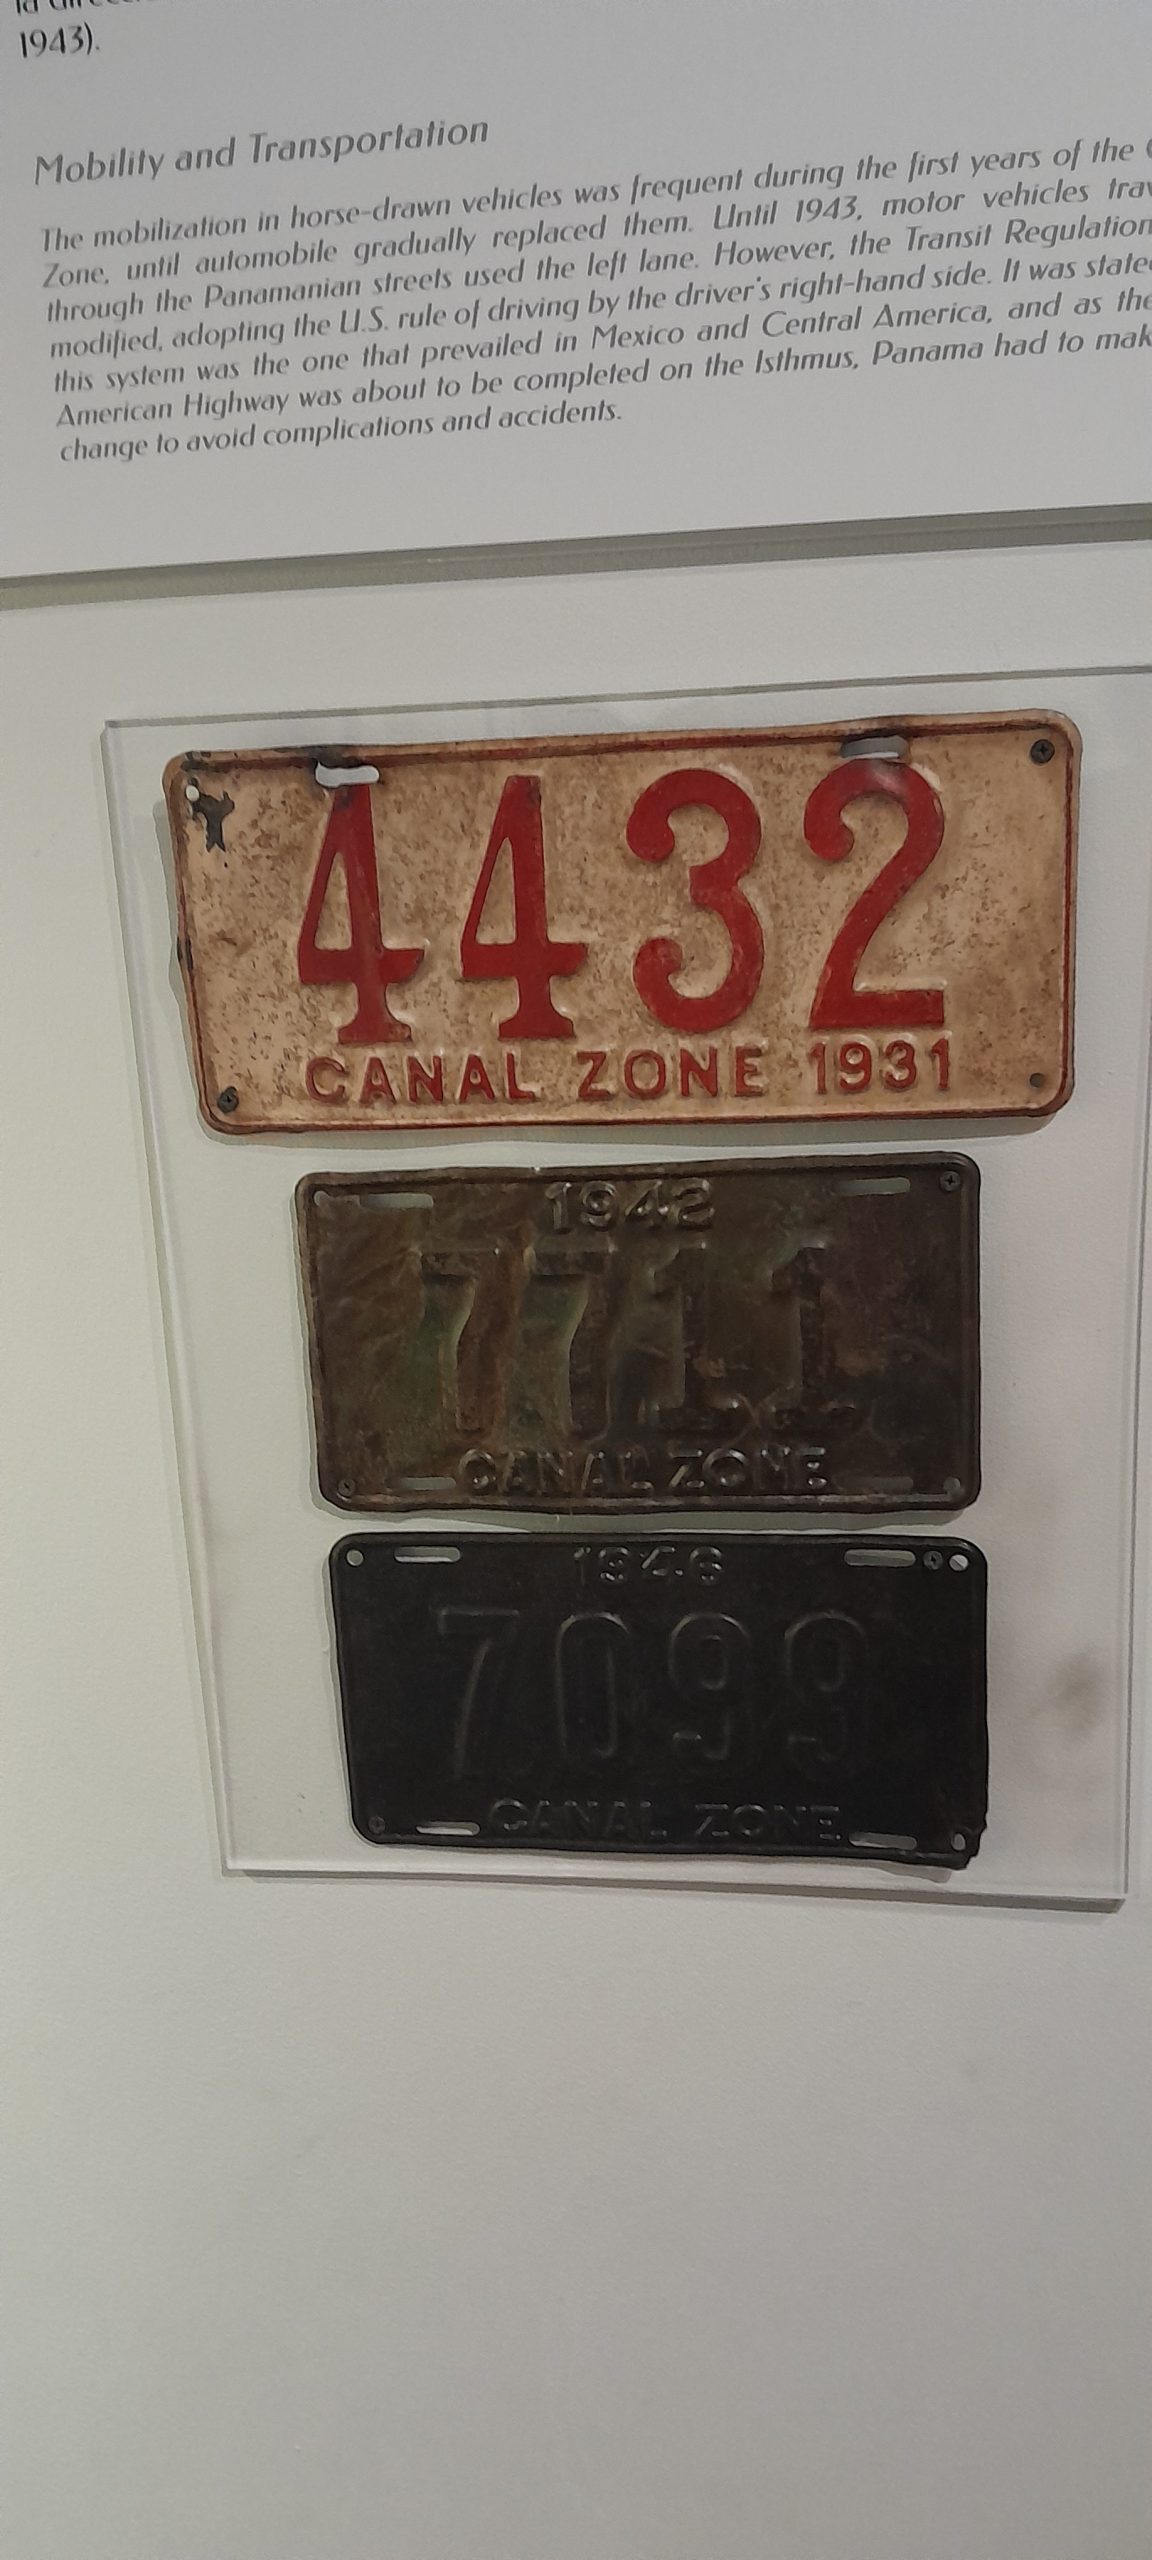 1943).
Mobility and Transportation
The mobilization in horse-drawn vehicles was frequent during the first years of the
Zone, until automobile gradually replaced them. Until 1943, motor vehicles
through the Panamanian streets used the left lane. However, the Transit Regulation
modified, adopting the U.S. rule of driving by the driver's right-hand side. It was
this system was the one that prevailed in Mexico and Central America, and as the
American Highway was about to be completed on the Isthmus, Panama had to
change to avoid complications and accidents.
4432
CANAL ZONE 1931
1942
7711
CANAL ZONE
1946
7099
CANAL ZONE